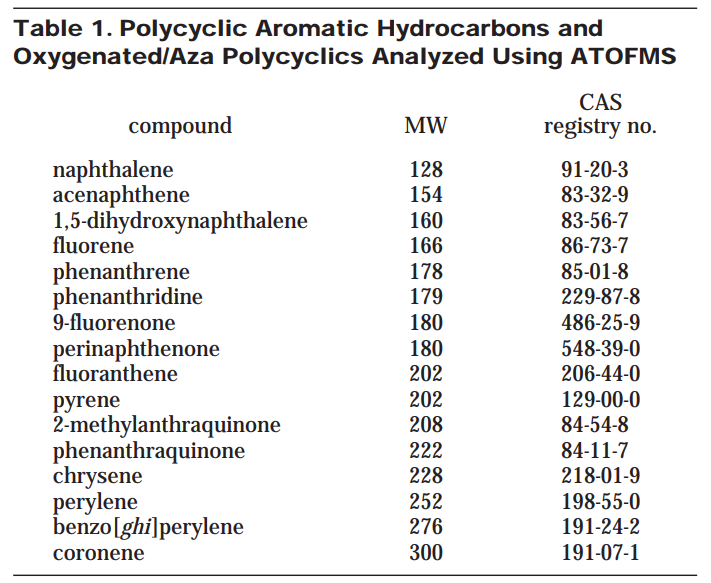 Table 1. Polycyclic Aromatic Hydrocarbons and
Oxygenated/Aza Polycyclics Analyzed Using ATOFMS
compound MW CAS registry no.
naphthalene 128 91-20-3
acenaphthene 154 83-32-9
1,5-dihydroxynaphthalene 160 83-56-7
fluorene 166 86-73-7
phenanthrene 178 85-01-8
phenanthridine 179 229-87-8
9-fluorenone 180 486-25-9
perinaphthenone 180 548-39-0
fluoranthene 202 206-44-0
pyrene 202 129-00-0
2-methylanthraquinone 208 84-54-8
phenanthraquinone 222 84-11-7
chrysene 228 218-01-9
perylene 252 198-55-0
benzo[ghi]perylene 276 191-24-2
coronene 300 191-07-1